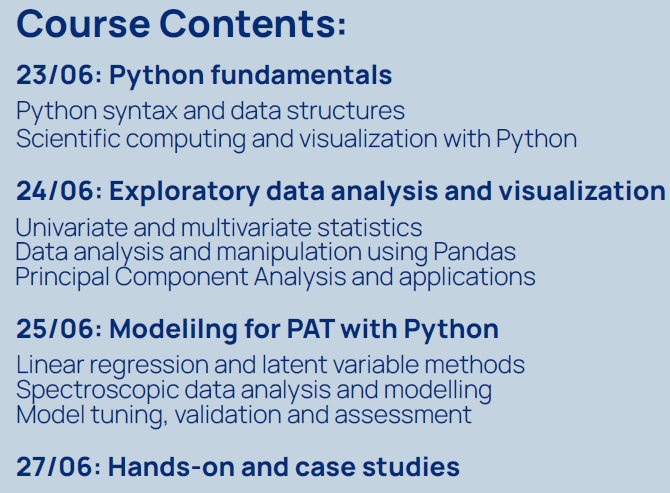 Course Contents:
23/06: Python fundamentals
Python syntax and data structures
Scientific computing and visualization with Python
24/06: Exploratory data analysis and visualization
Univariate and multivariate statistics
Data analysis and manipulation using Pandas
Principal Component Analysis and applications
25/06: Modelilng for PAT with Python
Linear regression and latent variable methods
Spectroscopic data analysis and modelling
Model tuning, validation and assessment
27/06: Hands-on and case studies